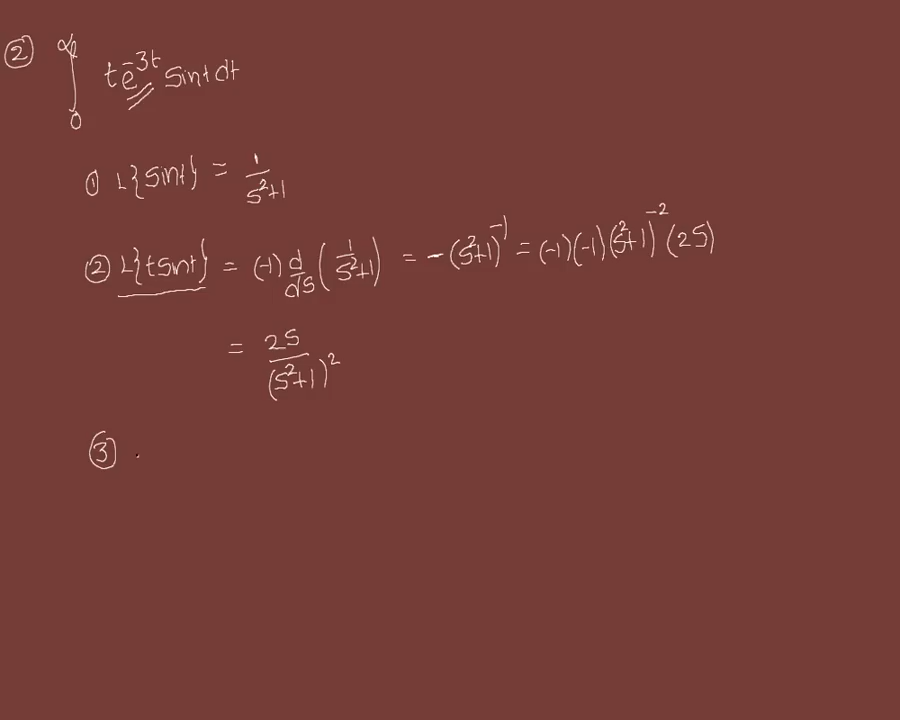 ② ∫₀^∞ t e^-3t sint dt
① L{sint} = 1/(s²+1)
② L{tsint} = (-1) d/ds (1/(s²+1)) = -(s²+1)^-1 = (-1)(-1)(s²+1)^-2 (2s)
= 2s/(s²+1)²
③ .